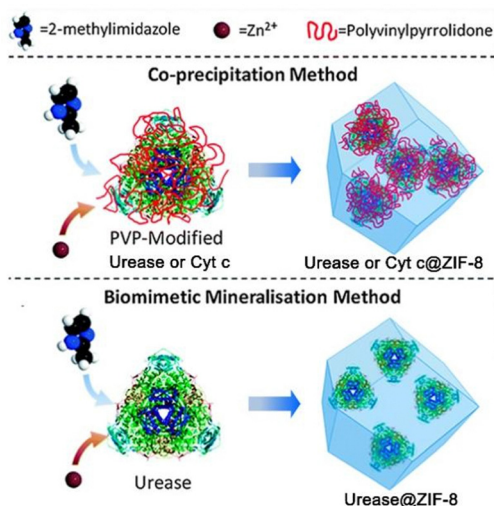 =2-methylimidazole =Zn2+ =Polyvinylpyrrolidone
Co-precipitation Method
PVP-Modified
Urease or Cyt c
Urease or Cyt c@ZIF-8
Biomimetic Mineralisation Method
Urease
Urease@ZIF-8